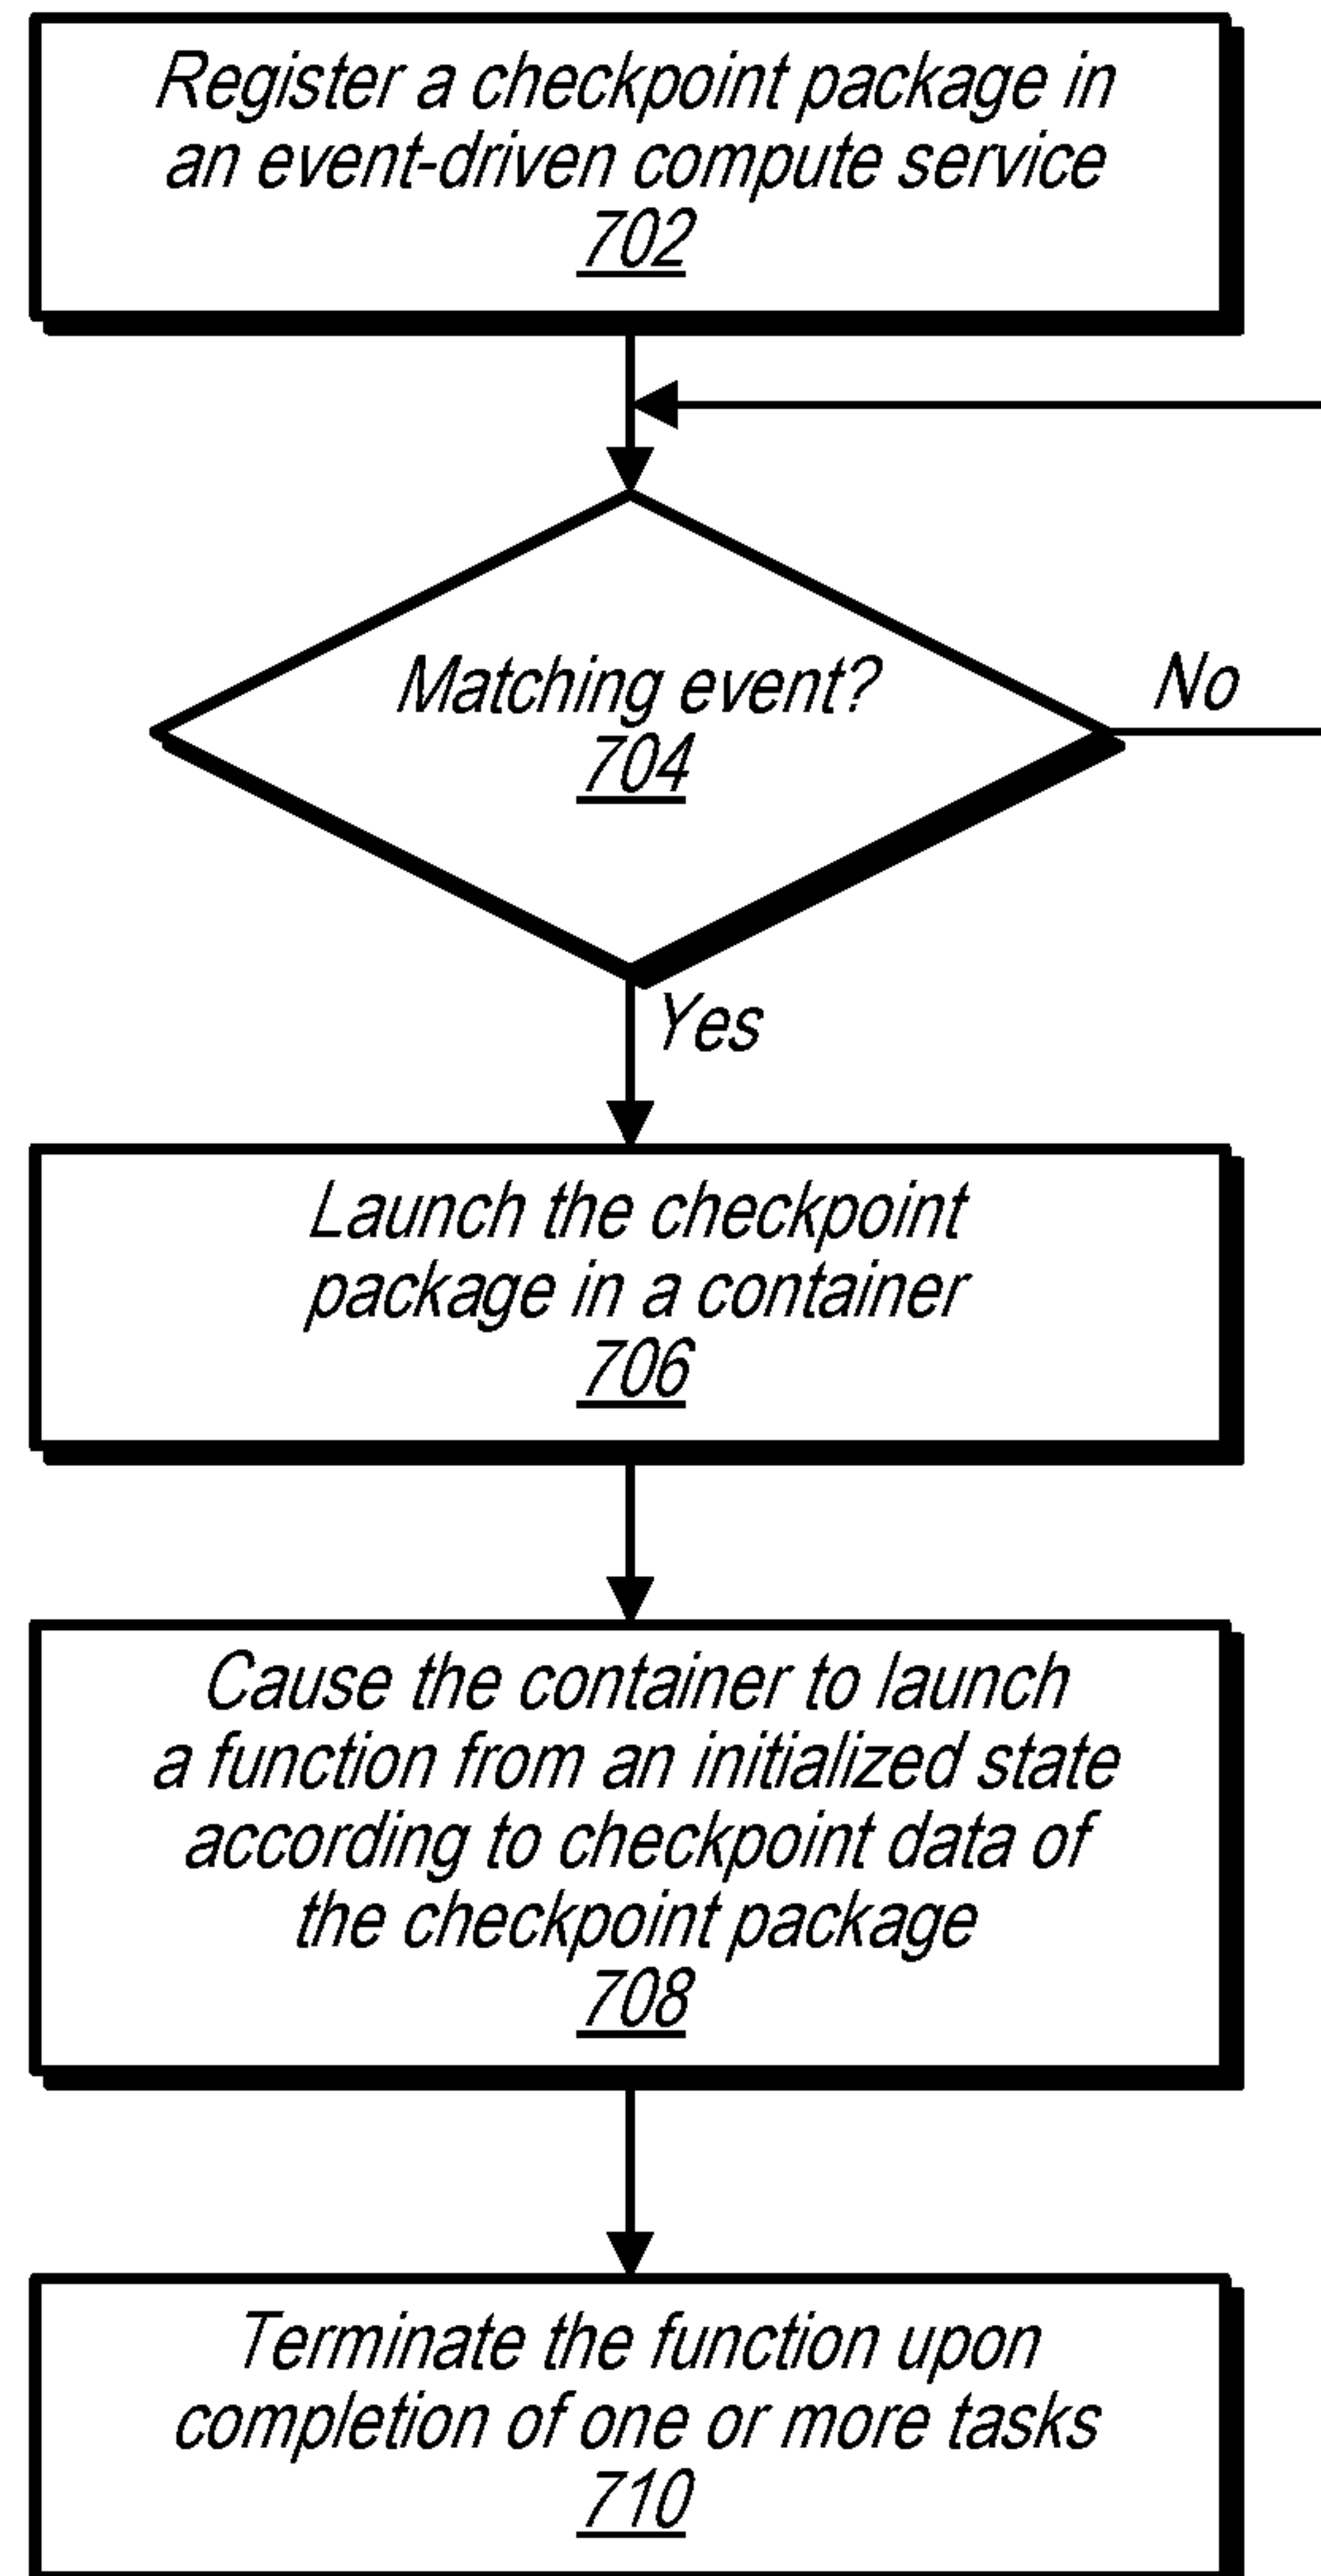 Register a checkpoint package in
an event-driven compute service
702
Matching event?
704
No
Yes
Launch the checkpoint
package in a container
706
Cause the container to launch
a function from an initialized state
according to checkpoint data of
the checkpoint package
708
Terminate the function upon
completion of one or more tasks
710